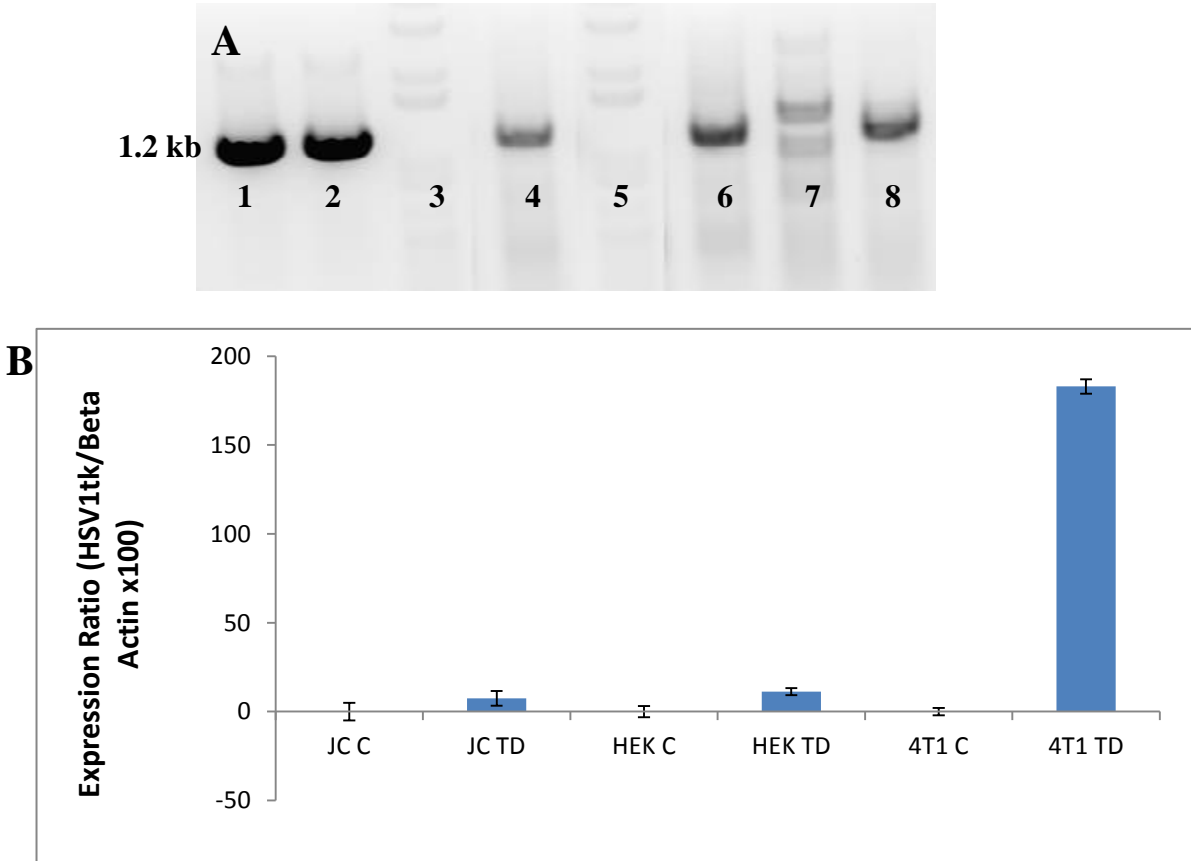 A
1.2 kb
1 2 3 4 5 6 7 8
B
Expression Ratio (HSV1tk/Beta
Actin x100)
200
150
100
50
0
-50
JC C JC TD HEK C HEK TD 4T1 C 4T1 TD